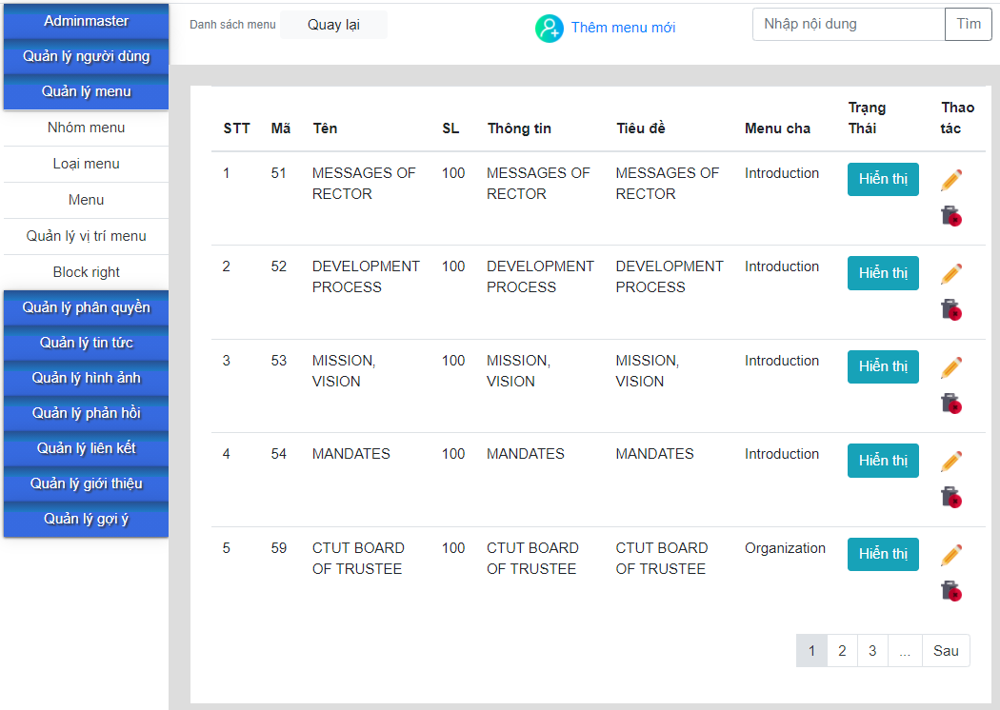 Adminmaster
Quản lý người dùng
Quản lý menu
Nhóm menu
Loại menu
Menu
Quản lý vị trí menu
Block right
Quản lý phân quyền
Quản lý tin tức
Quản lý hình ảnh
Quản lý phản hồi
Quản lý liên kết
Quản lý giới thiệu
Quản lý gợi ý
Danh sách menu Quay lại Thêm menu mới Nhập nội dung Tìm
STT Mã Tên SL Thông tin Tiêu đề Menu cha Trạng Thái Thao tác
1 51 MESSAGES OF RECTOR 100 MESSAGES OF RECTOR MESSAGES OF RECTOR Introduction Hiển thị
2 52 DEVELOPMENT PROCESS 100 DEVELOPMENT PROCESS DEVELOPMENT PROCESS Introduction Hiển thị
3 53 MISSION, VISION 100 MISSION, VISION MISSION, VISION Introduction Hiển thị
4 54 MANDATES 100 MANDATES MANDATES Introduction Hiển thị
5 59 CTUT BOARD OF TRUSTEE 100 CTUT BOARD OF TRUSTEE CTUT BOARD OF TRUSTEE Organization Hiển thị
1 2 3 ... Sau